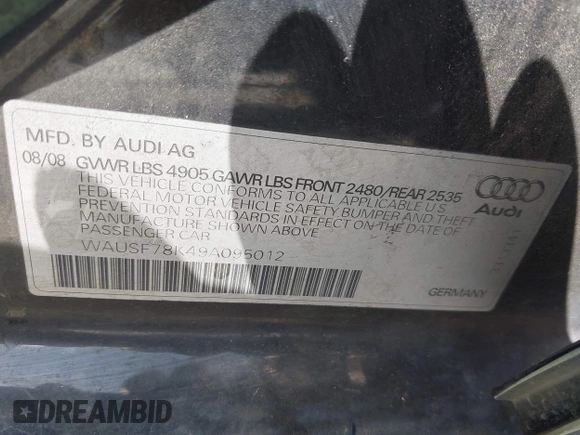 MFD. BY AUDI AG
08/08 GVWR LBS 4905 GAWR LBS FRONT 2480/REAR 2535
THIS VEHICLE CONFORMS TO ALL APPLICABLE U.S.
FEDERAL MOTOR VEHICLE SAFETY BUMPER AND THEFT
PREVENTION STANDARDS IN EFFECT ON THE DATE OF
MANUFACTURE SHOWN ABOVE.
PASSENGER CAR
WAUSF78K49A095012
Audi
GERMANY
DREAMBID